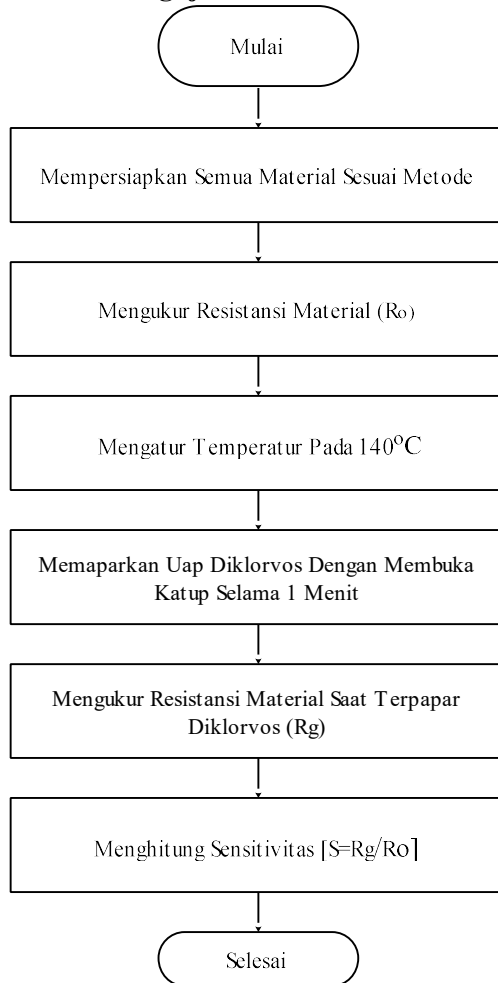 Mulai
Mempersiapkan Semua Material Sesuai Metode
Mengukur Resistansi Material (Ro)
Mengatur Temperatur Pada 140°C
Memaparkan Uap Diklorvos Dengan Membuka
Katup Selama 1 Menit
Mengukur Resistansi Material Saat Terpapar
Diklorvos (Rg)
Menghitung Sensitivitas [S=Rg/Ro]
Selesai